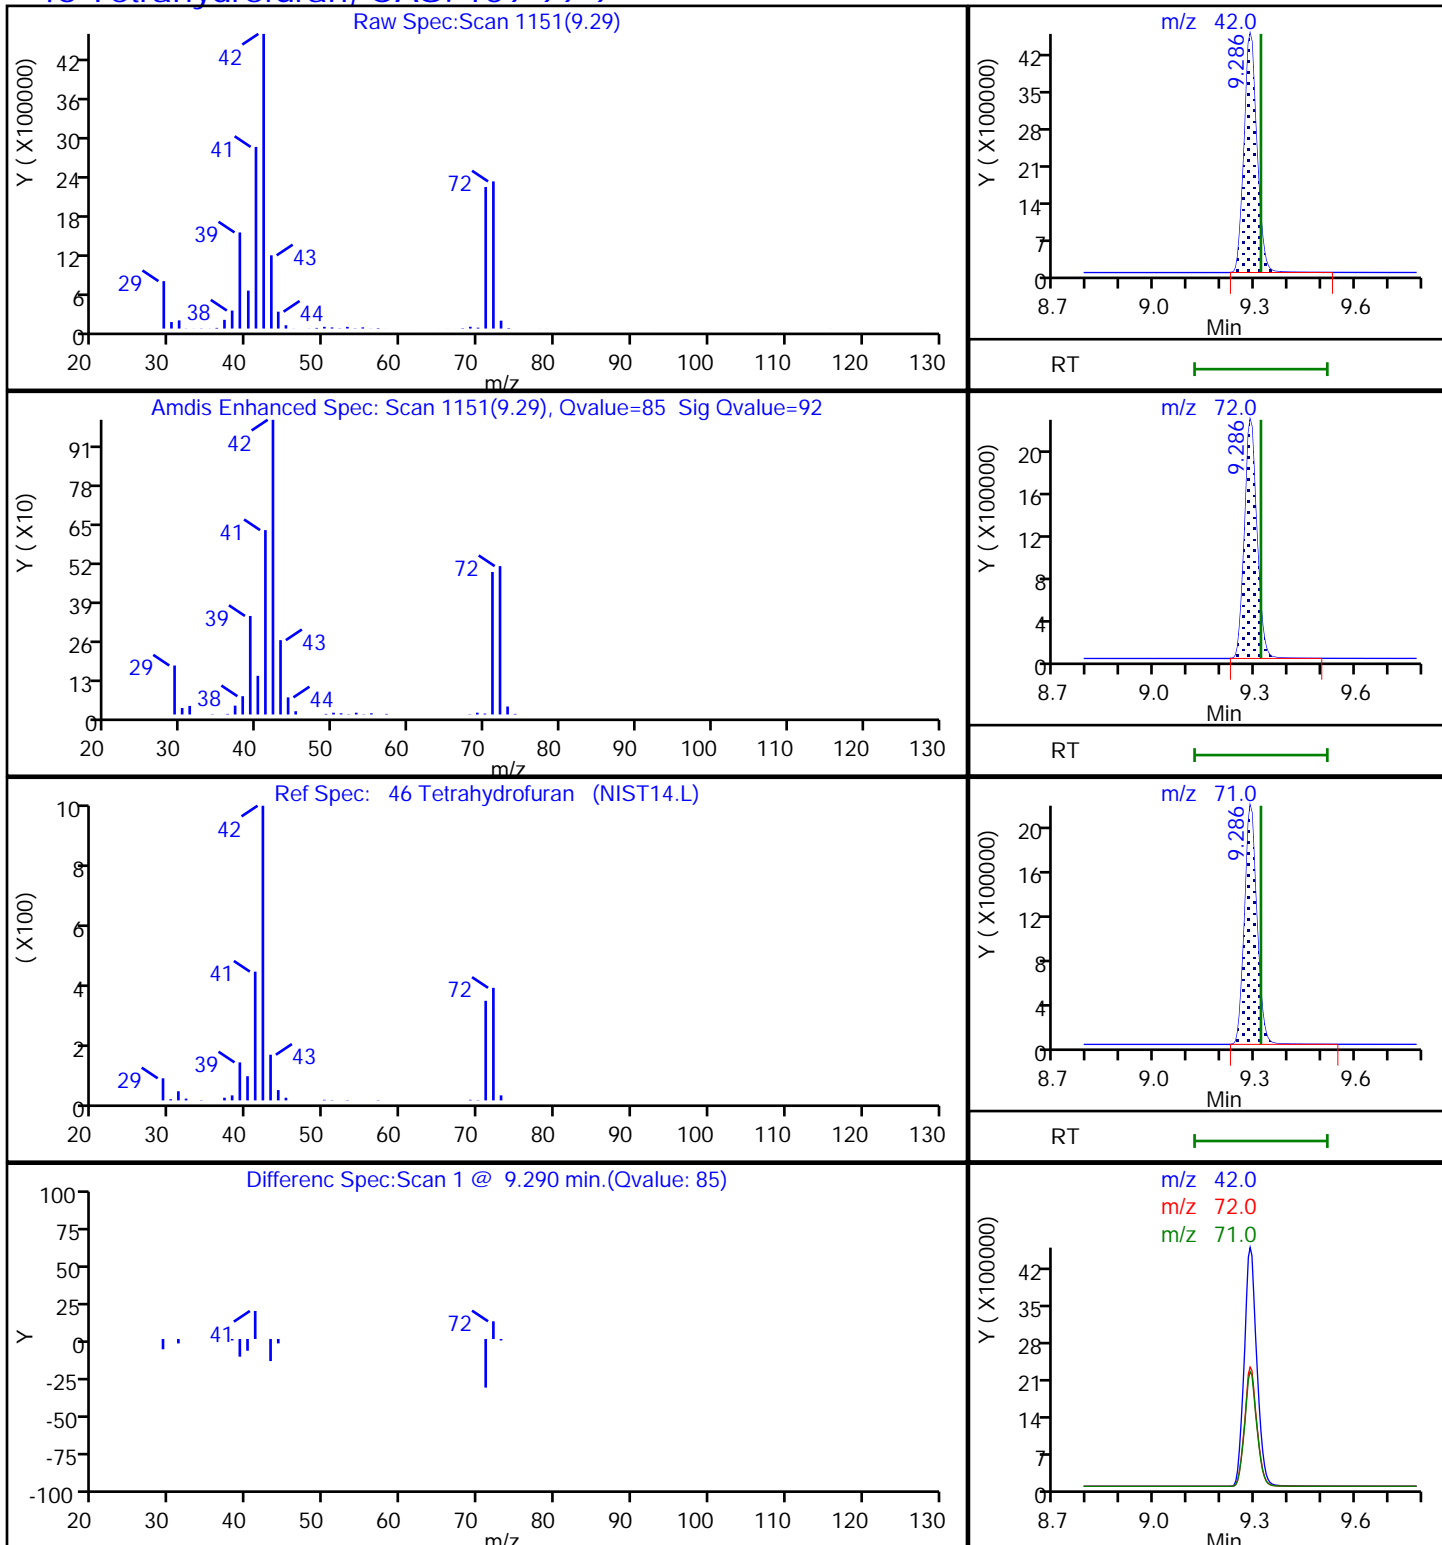 46 Tetrahydrofuran, CAS: 109-99-9
Raw Spec:Scan 1151(9.29)
Y ( X100000)
42
36
30
24
18
12
6
0
42
41
39
29
38
43
44
72
20 30 40 50 60 70 80 90 100 110 120 130
m/z
m/z 42.0
Y ( X100000)
42
35
28
21
14
7
0
9.286
8.7 9.0 9.3 9.6
Min
RT
Amdis Enhanced Spec: Scan 1151(9.29), Qvalue=85 Sig Qvalue=92
Y ( X10)
91
78
65
52
39
26
13
0
42
41
39
29
38
43
44
72
20 30 40 50 60 70 80 90 100 110 120 130
m/z
m/z 72.0
Y ( X100000)
20
16
12
8
4
0
9.286
8.7 9.0 9.3 9.6
Min
RT
Ref Spec: 46 Tetrahydrofuran (NIST14.L)
( X100)
10
8
6
4
2
0
42
41
39
29
43
72
20 30 40 50 60 70 80 90 100 110 120 130
m/z 71.0
Y ( X100000)
20
16
12
8
4
0
9.286
8.7 9.0 9.3 9.6
Min
RT
Differenc Spec:Scan 1 @ 9.290 min.(Qvalue: 85)
Y
100
75
50
25
0
-25
-50
-75
-100
41
72
20 30 40 50 60 70 80 90 100 110 120 130
m/z
m/z 42.0
m/z 72.0
m/z 71.0
Y ( X100000)
42
35
28
21
14
7
0
8.7 9.0 9.3 9.6
Min